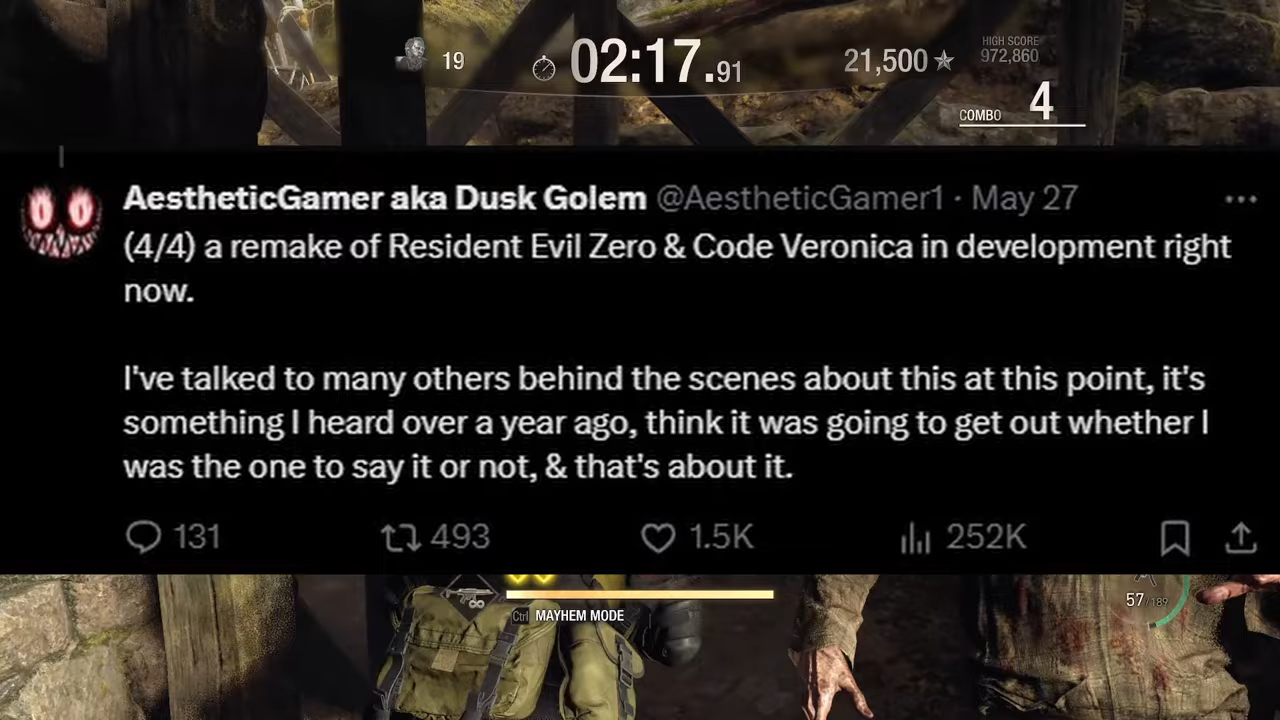 19
02:17.91
21,500
HIGH SCORE
972,860
COMBO 4
AestheticGamer aka Dusk Golem @AestheticGamer1 · May 27
(4/4) a remake of Resident Evil Zero & Code Veronica in development right
now.
I've talked to many others behind the scenes about this at this point, it's
something I heard over a year ago, think it was going to get out whether I
was the one to say it or not, & that's about it.
131 493 1.5K 252K
Ctrl MAYHEM MODE
57/189